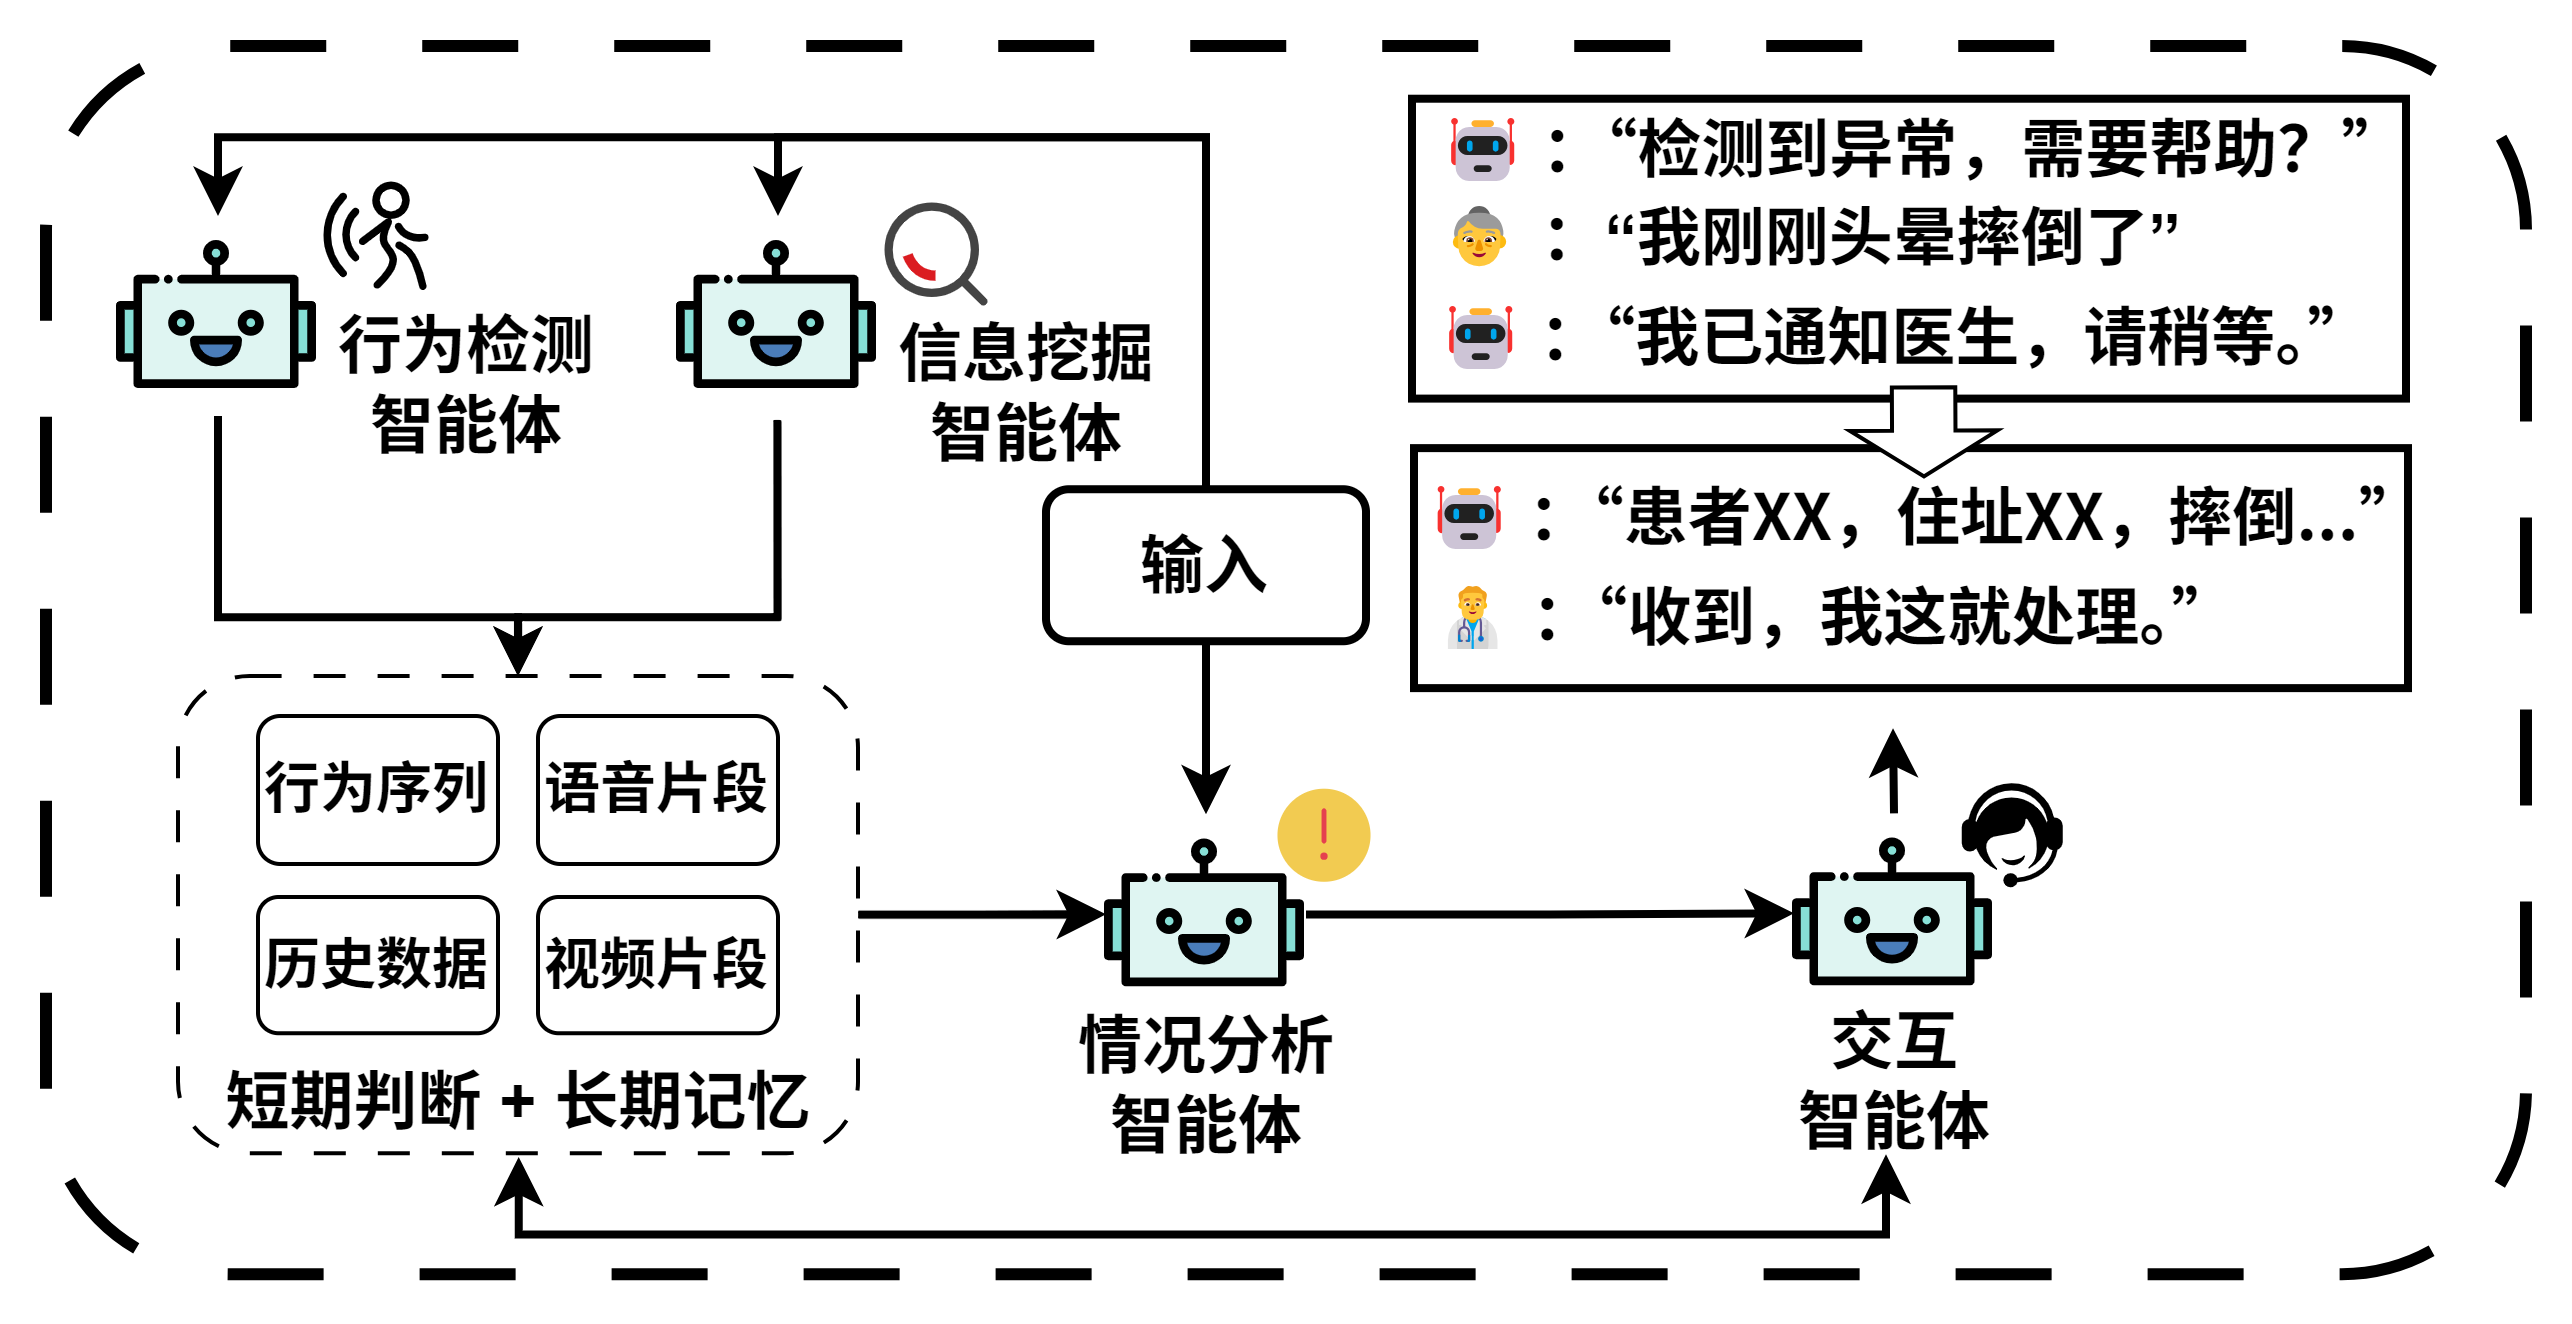 行为检测
智能体
信息挖掘
智能体
输入
：“检测到异常，需要帮助？”
：“我刚刚头晕摔倒了”
：“我已通知医生，请稍等。”
：“患者XX，住址XX，摔倒...”
：“收到，我这就处理。”
行为序列
语音片段
历史数据
视频片段
短期判断 + 长期记忆
!
情况分析
智能体
交互
智能体